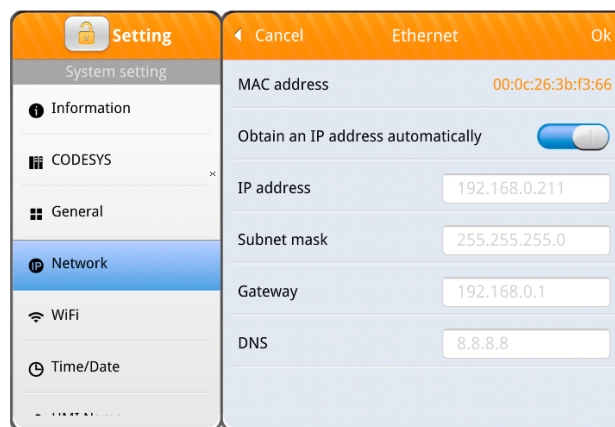 Setting
System setting
Information
CODESYS
General
Network
WiFi
Time/Date
Cancel Ethernet Ok
MAC address 00:0c:26:3b:f3:66
Obtain an IP address automatically
IP address 192.168.0.211
Subnet mask 255.255.255.0
Gateway 192.168.0.1
DNS 8.8.8.8